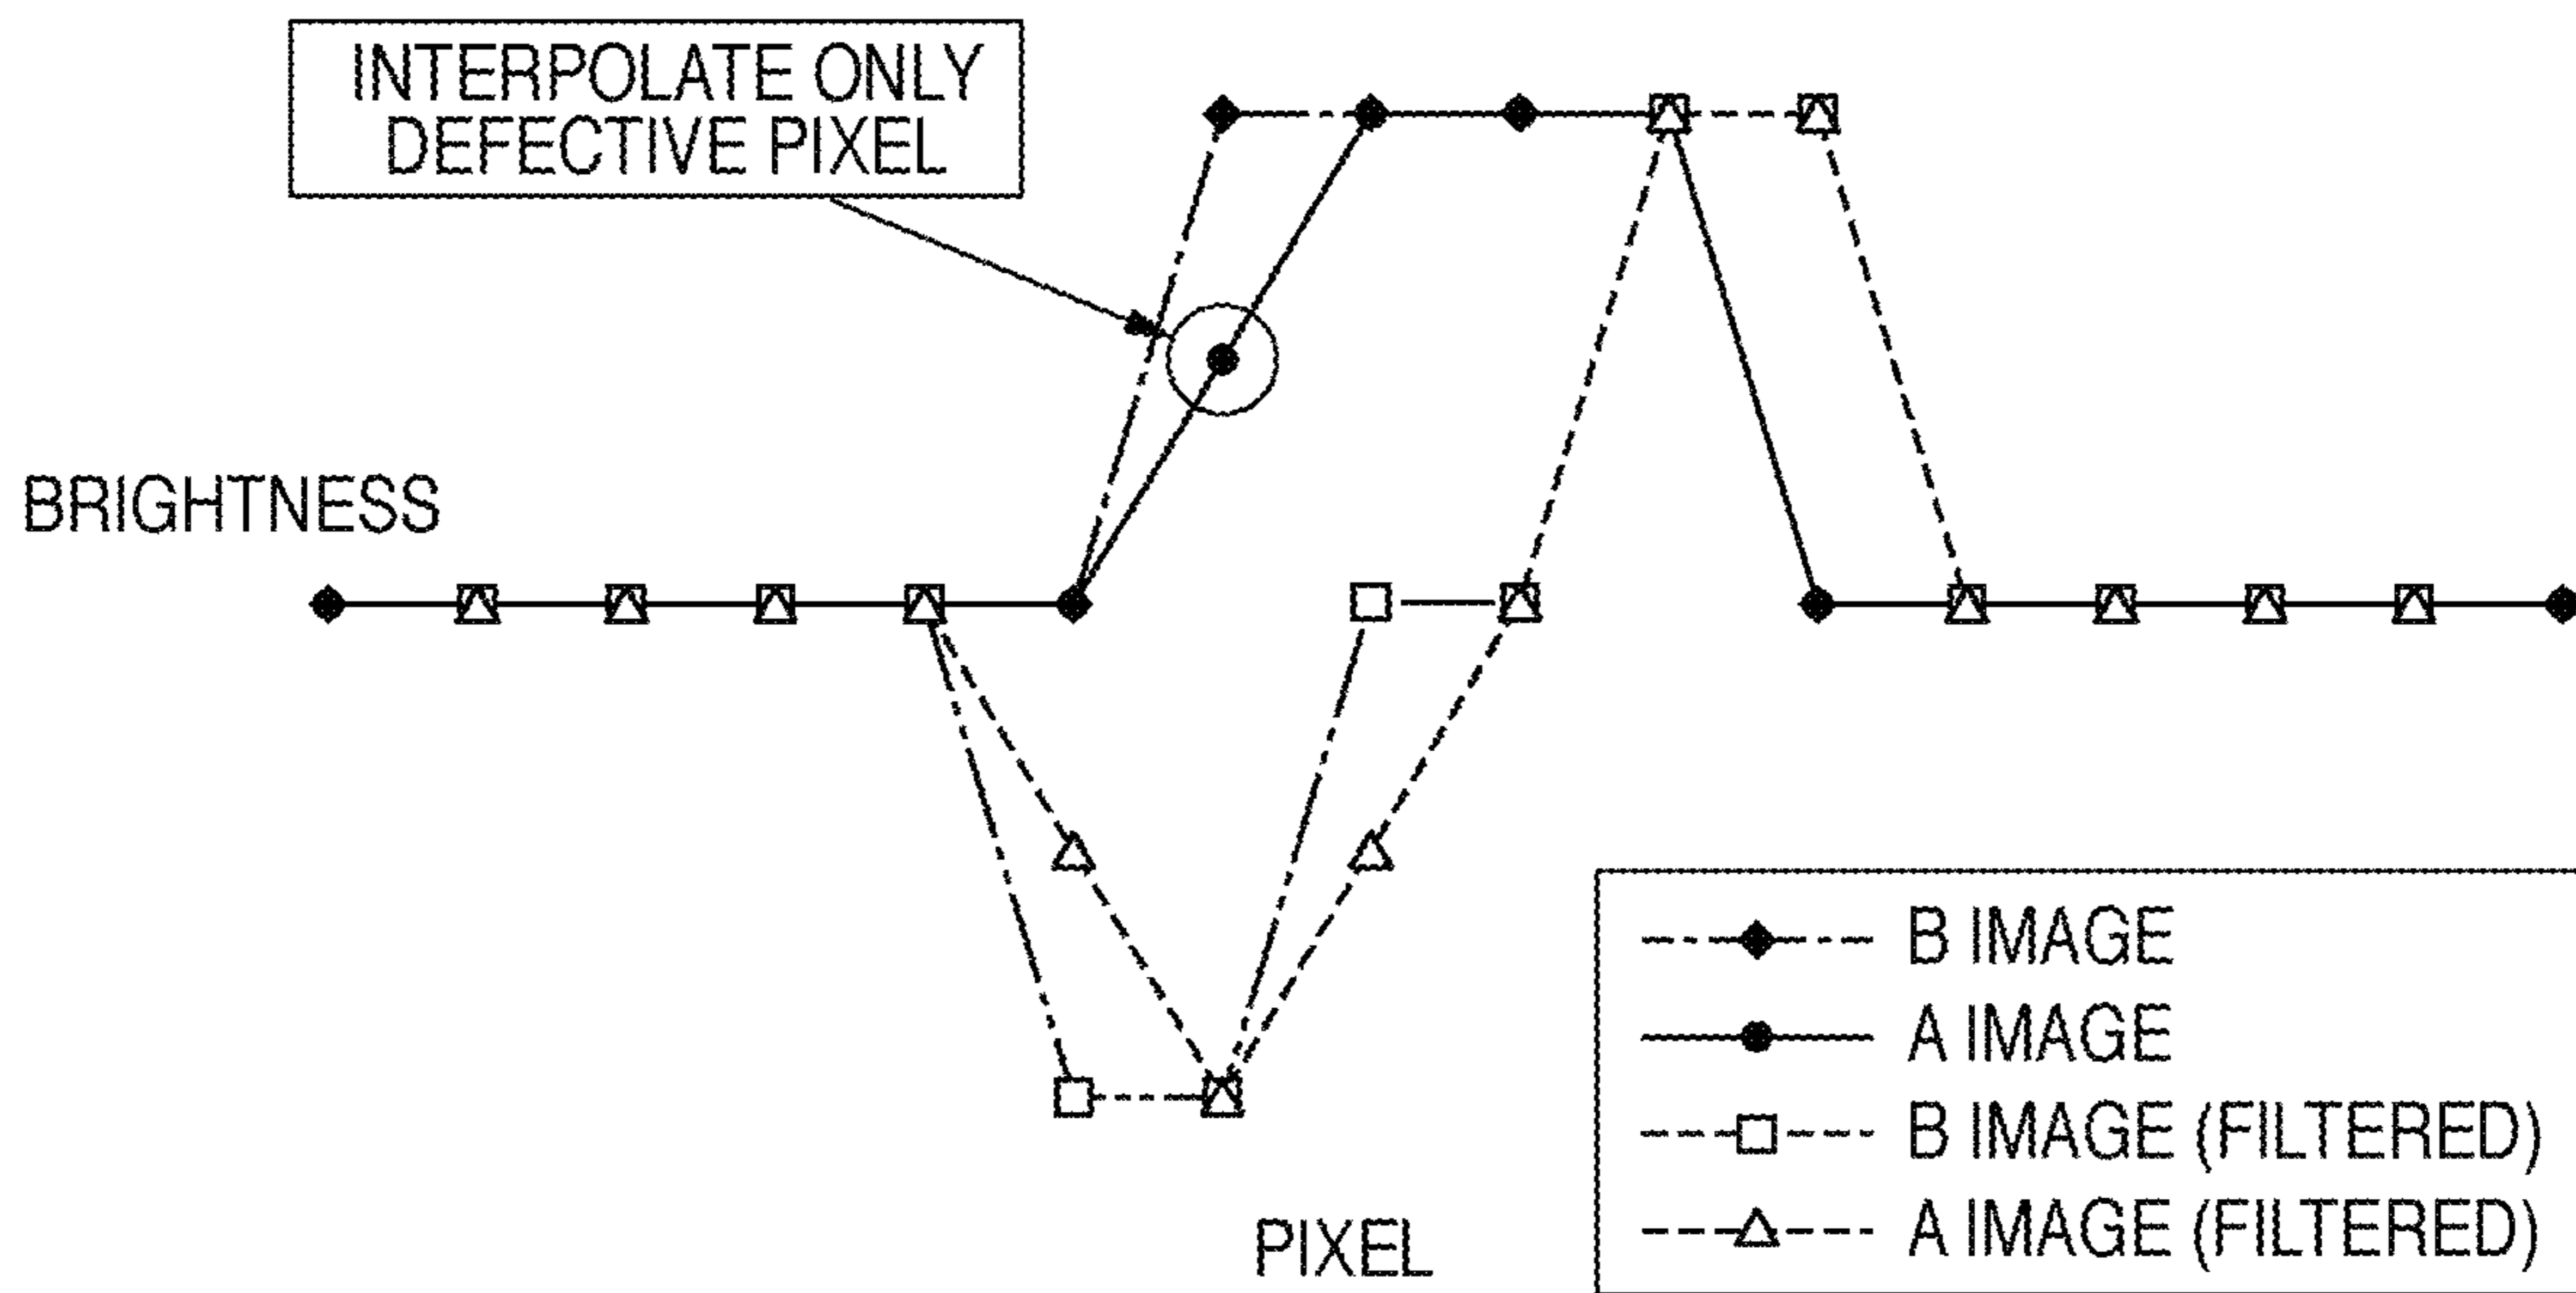 INTERPOLATE ONLY
DEFECTIVE PIXEL
BRIGHTNESS
B IMAGE
A IMAGE
B IMAGE (FILTERED)
A IMAGE (FILTERED)
PIXEL